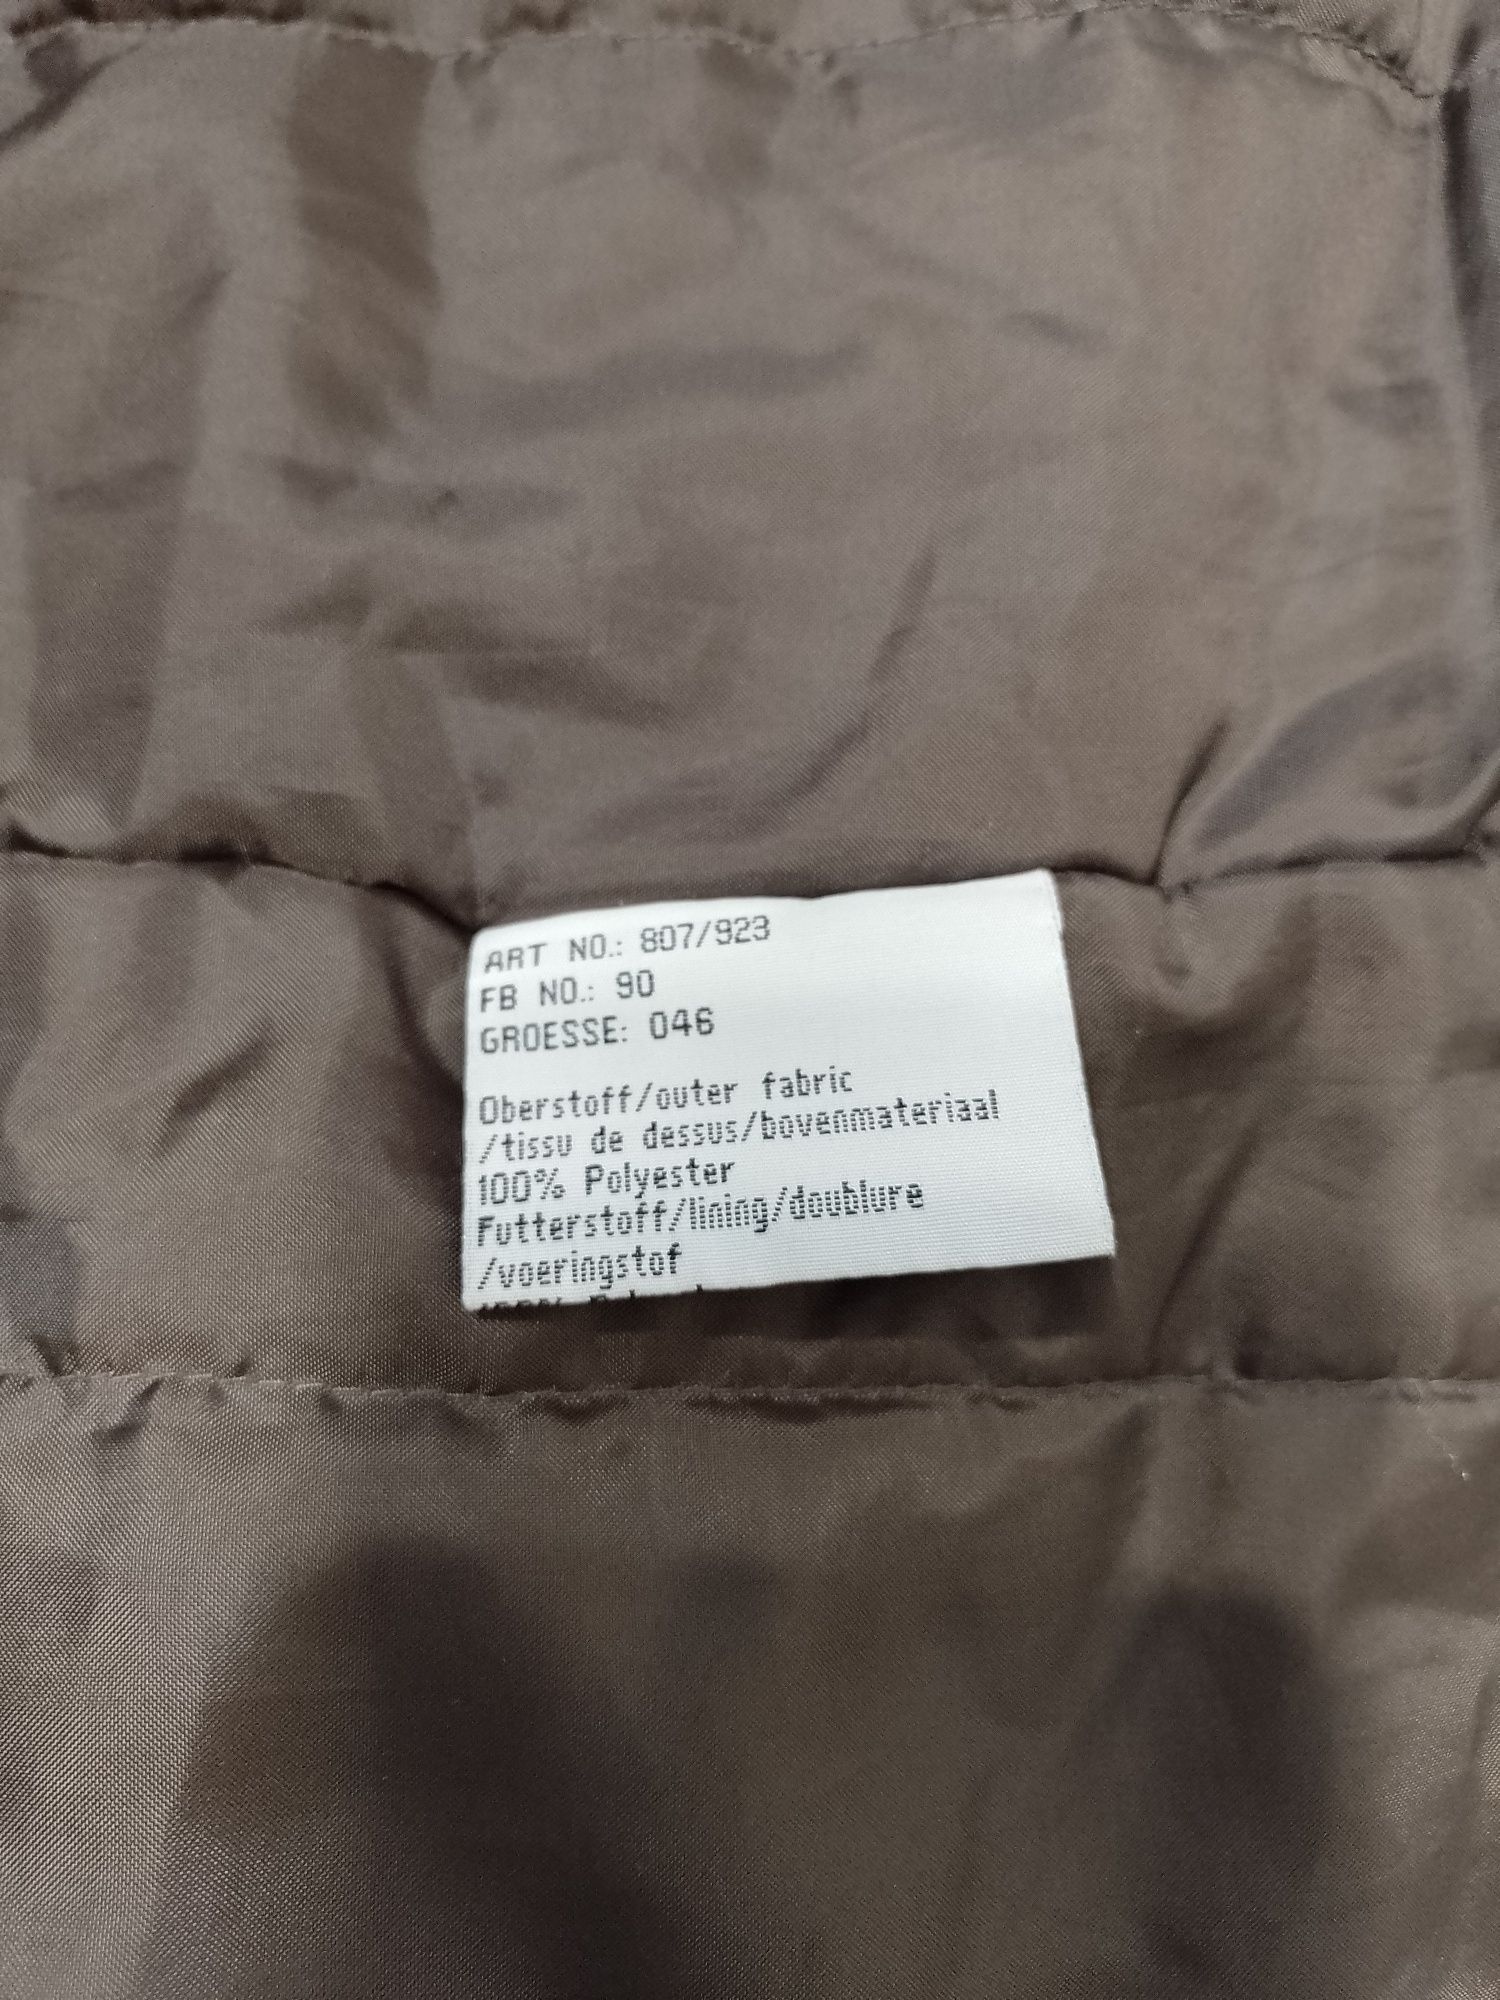 ART NO.: 807/923
FB NO.: 90
GROESSE: 046
Oberstoff/outer fabric
/tissu de dessus/bovenmateriaal
100% Polyester
Futterstoff/lining/doublure
/voeringstof